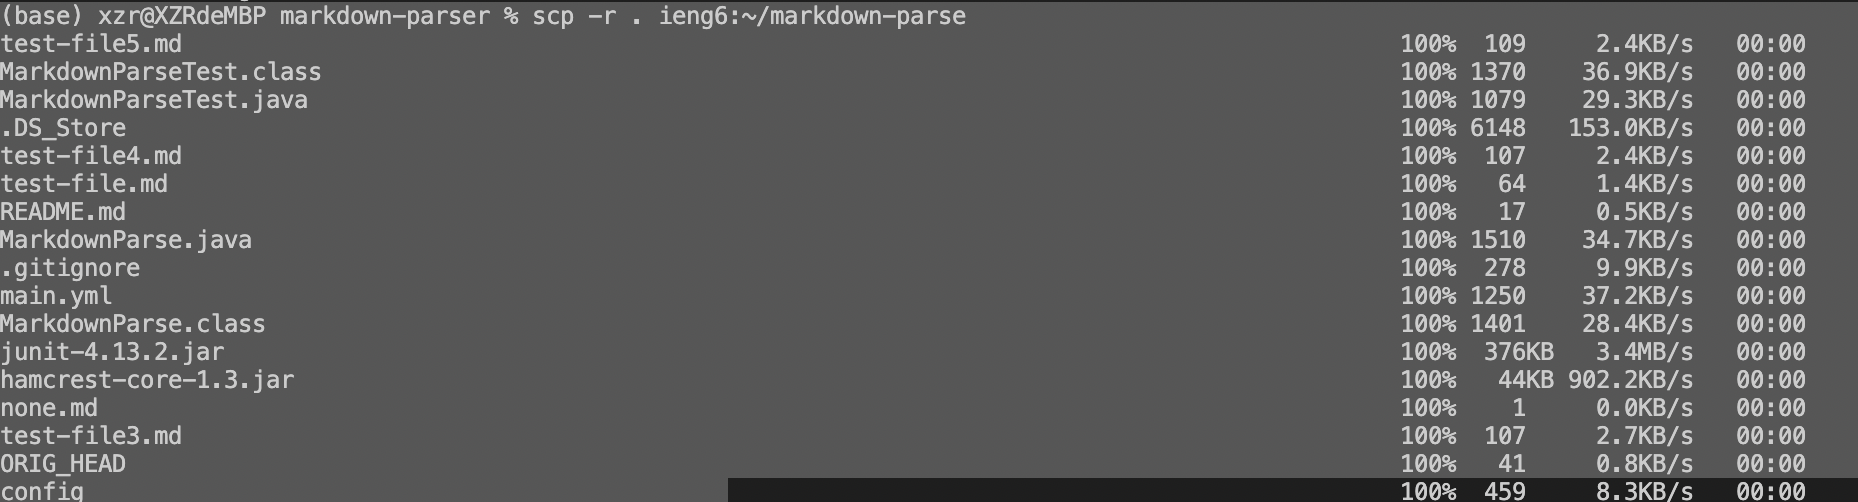 (base) xzr@XZRdeMBP markdown-parser % scp -r . ieng6:~/markdown-parse
test-file5.md 100% 109 2.4KB/s 00:00
MarkdownParseTest.class 100% 1370 36.9KB/s 00:00
MarkdownParseTest.java 100% 1079 29.3KB/s 00:00
.DS_Store 100% 6148 153.0KB/s 00:00
test-file4.md 100% 107 2.4KB/s 00:00
test-file.md 100% 64 1.4KB/s 00:00
README.md 100% 17 0.5KB/s 00:00
MarkdownParse.java 100% 1510 34.7KB/s 00:00
.gitignore 100% 278 9.9KB/s 00:00
main.yml 100% 1250 37.2KB/s 00:00
MarkdownParse.class 100% 1401 28.4KB/s 00:00
junit-4.13.2.jar 100% 376KB 3.4MB/s 00:00
hamcrest-core-1.3.jar 100% 44KB 902.2KB/s 00:00
none.md 100% 1 0.0KB/s 00:00
test-file3.md 100% 107 2.7KB/s 00:00
ORIG_HEAD 100% 41 0.8KB/s 00:00
config 100% 459 8.3KB/s 00:00